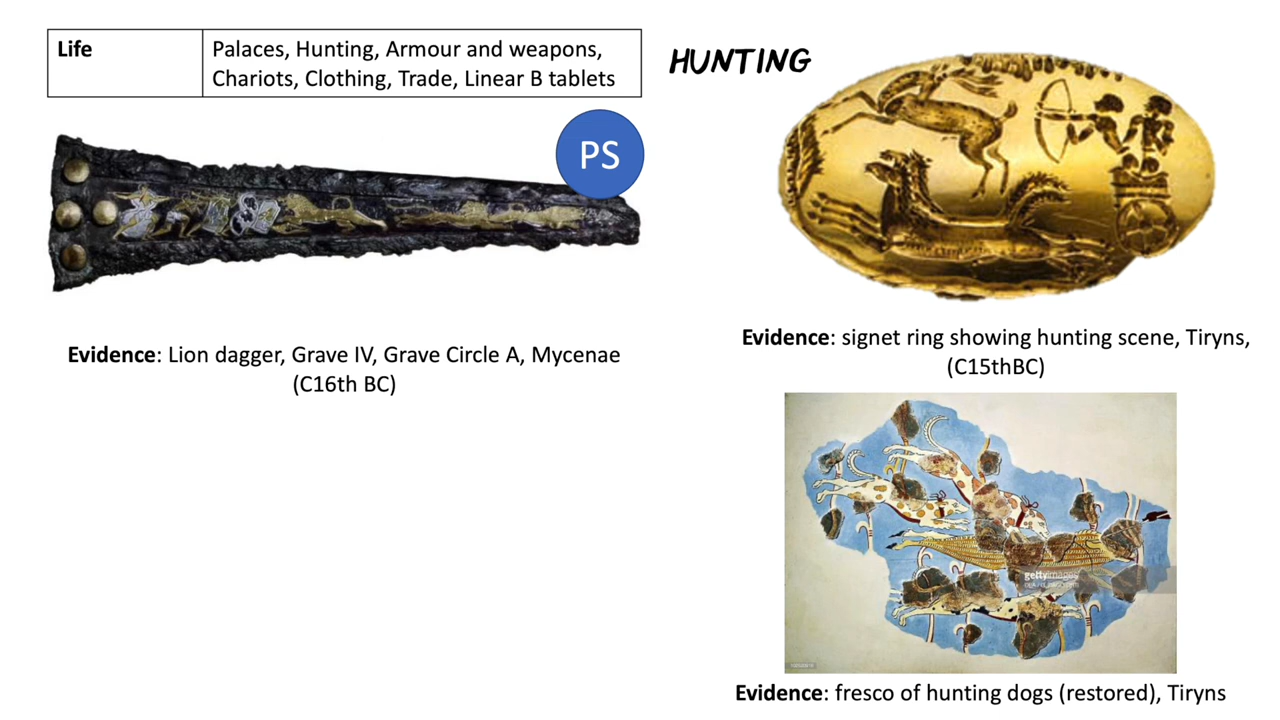 Life
Palaces, Hunting, Armour and weapons,
Chariots, Clothing, Trade, Linear B tablets
HUNTING
PS
Evidence: Lion dagger, Grave IV, Grave Circle A, Mycenae
(C16th BC)
Evidence: signet ring showing hunting scene, Tiryns,
(C15thBC)
gettyimages
Evidence: fresco of hunting dogs (restored), Tiryns